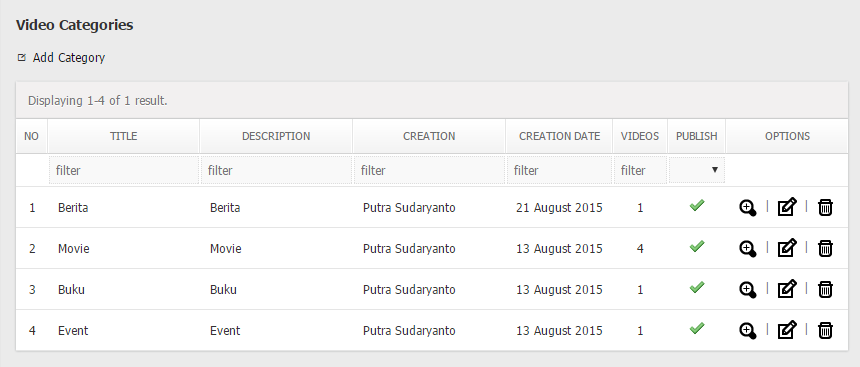 Video Categories
Add Category
Displaying 1-4 of 1 result.
NO TITLE DESCRIPTION CREATION CREATION DATE VIDEOS PUBLISH OPTIONS
filter filter filter filter filter
1 Berita Berita Putra Sudaryanto 21 August 2015 1 | |
2 Movie Movie Putra Sudaryanto 13 August 2015 4 | |
3 Buku Buku Putra Sudaryanto 13 August 2015 1 | |
4 Event Event Putra Sudaryanto 13 August 2015 1 | |